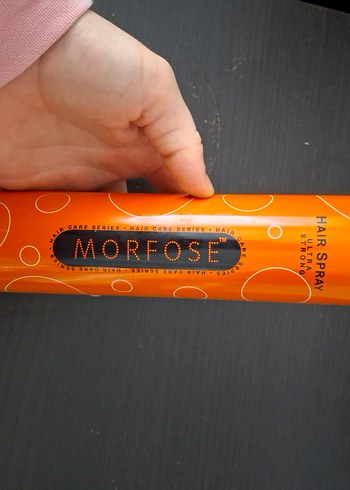 HAIR CARE SERIES • HAIR CARE SERIES • HAIR CARE SERIES
MORFOSE™
HAIR CARE SERIES • HAIR CARE SERIES
HAIR SPRAY
ULTRA
STRONG